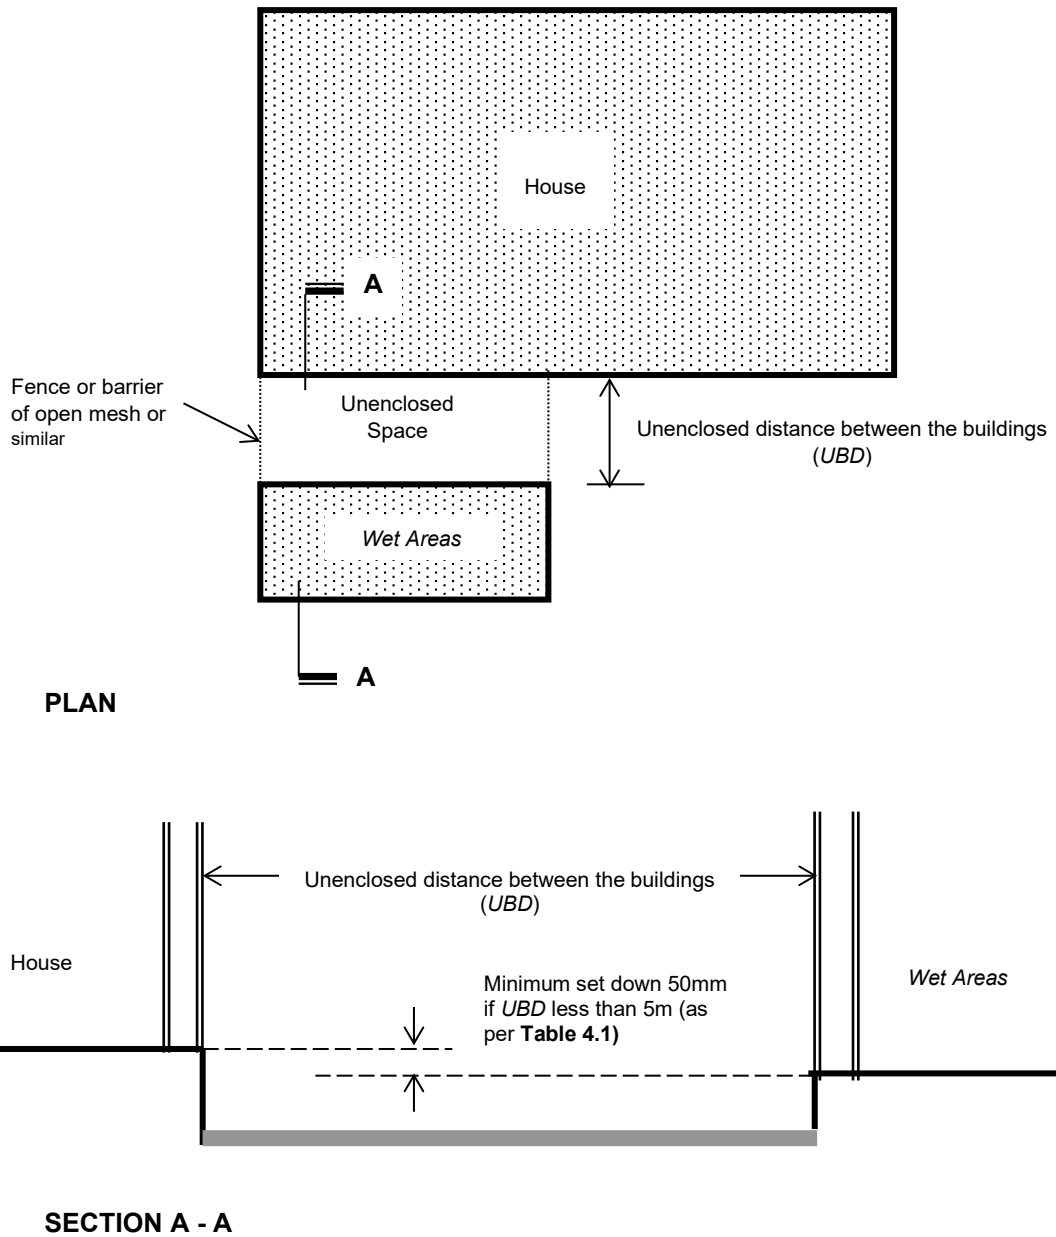 House
A
Fence or barrier
of open mesh or
similar
Unenclosed
Space
Unenclosed distance between the buildings
(UBD)
Wet Areas
A
PLAN
Unenclosed distance between the buildings
(UBD)
House
Wet Areas
Minimum set down 50mm
if UBD less than 5m (as
per Table 4.1)
SECTION A - A